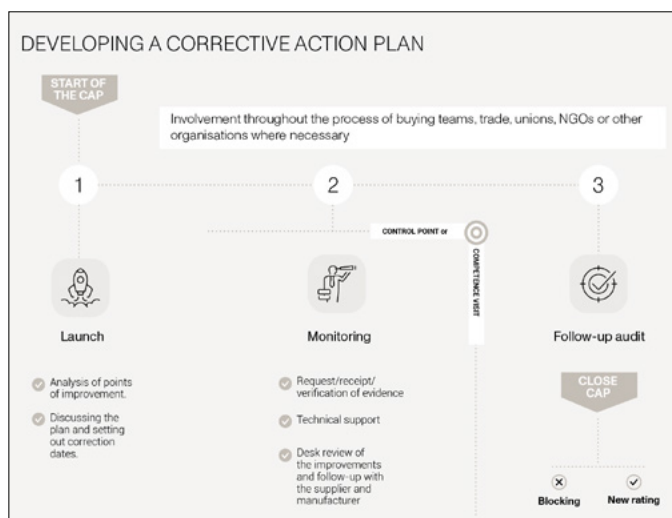 DEVELOPING A CORRECTIVE ACTION PLAN
START OF
THE CAP
Involvement throughout the process of buying teams, trade, unions, NGOs or other
organisations where necessary
1
2
3
CONTROL POINT or
COMPETENCE VISIT
Launch
Monitoring
Follow-up audit
Analysis of points
of improvement.
Discussing the
plan and setting
out correction
dates.
Request/receipt/
verification of evidence
Technical support
Desk review of
the improvements
and follow-up with
the supplier and
manufacturer
CLOSE
CAP
Blocking
New rating